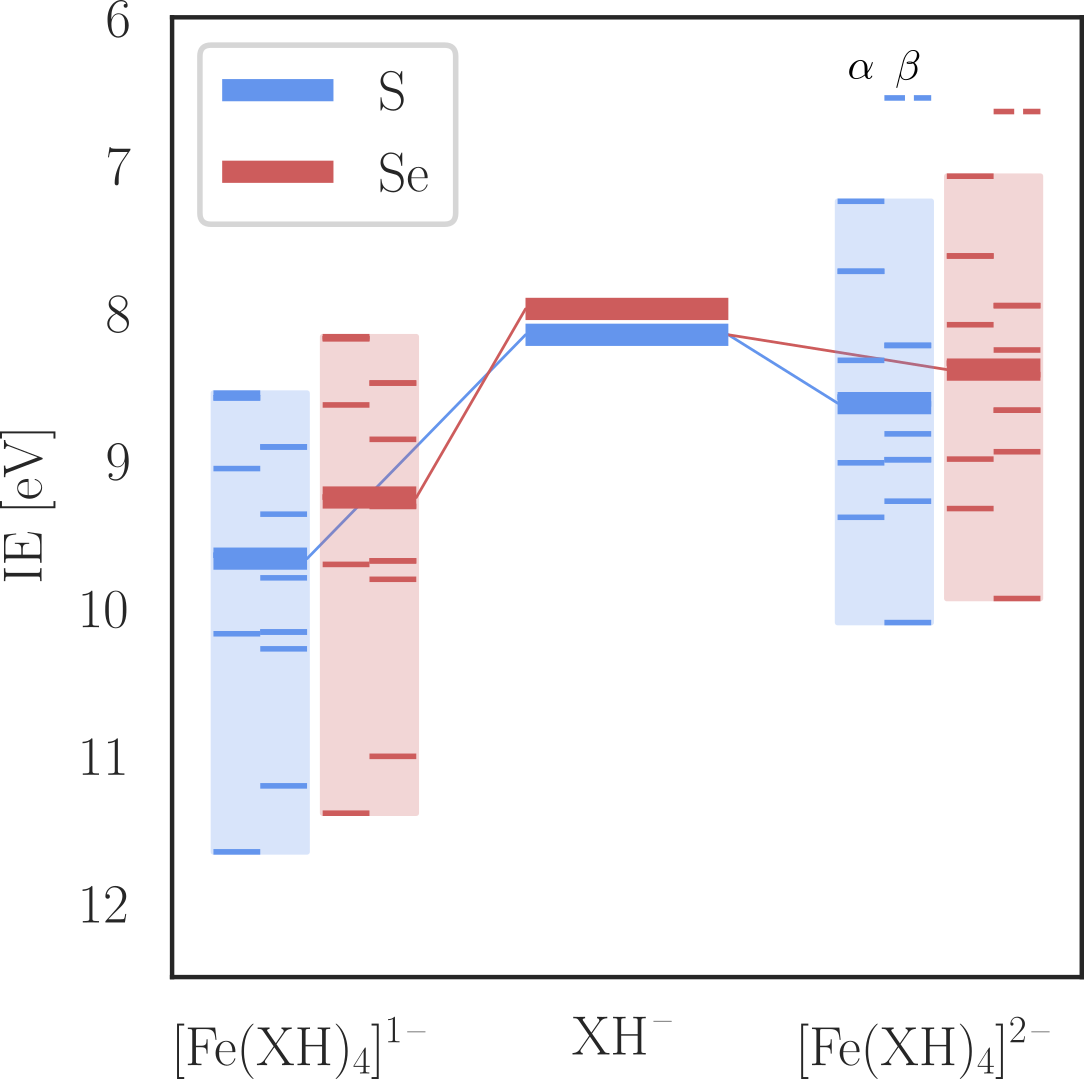 6
7
8
9
10
11
12
IE [eV]
S
Se
α β
[Fe(XH)₄]¹⁻
XH⁻
[Fe(XH)₄]²⁻